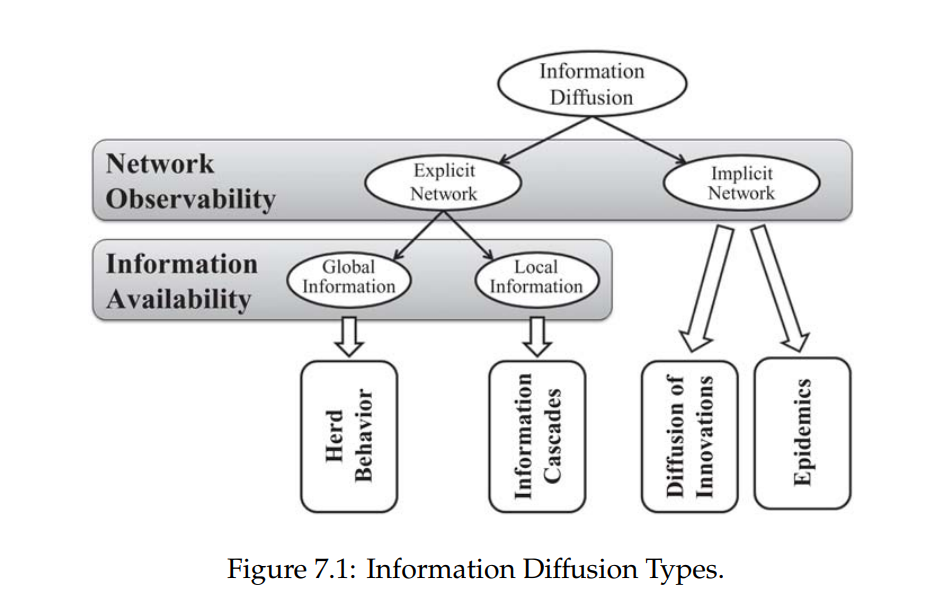 Information
Diffusion
Network
Observability
Explicit
Network
Implicit
Network
Information
Availability
Global
Information
Local
Information
Herd
Behavior
Information
Cascades
Diffusion of
Innovations
Epidemics
Figure 7.1: Information Diffusion Types.